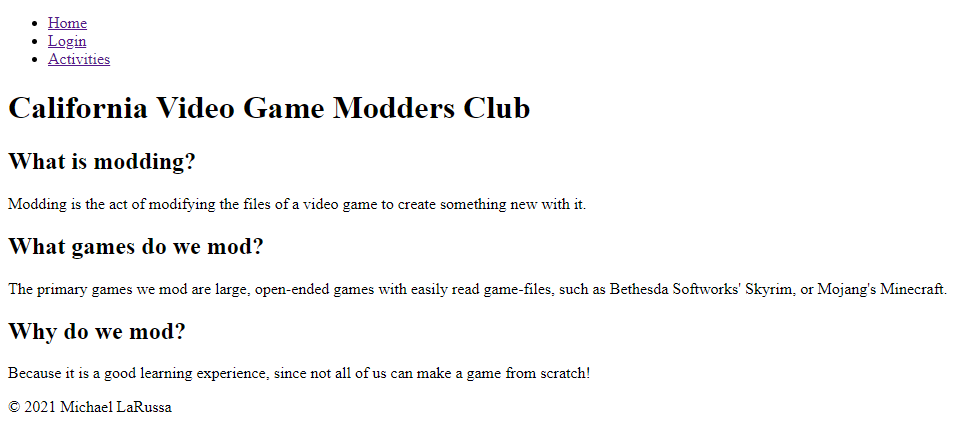 Home
Login
Activities
California Video Game Modders Club
What is modding?
Modding is the act of modifying the files of a video game to create something new with it.
What games do we mod?
The primary games we mod are large, open-ended games with easily read game-files, such as Bethesda Softworks' Skyrim, or Mojang's Minecraft.
Why do we mod?
Because it is a good learning experience, since not all of us can make a game from scratch!
© 2021 Michael LaRussa